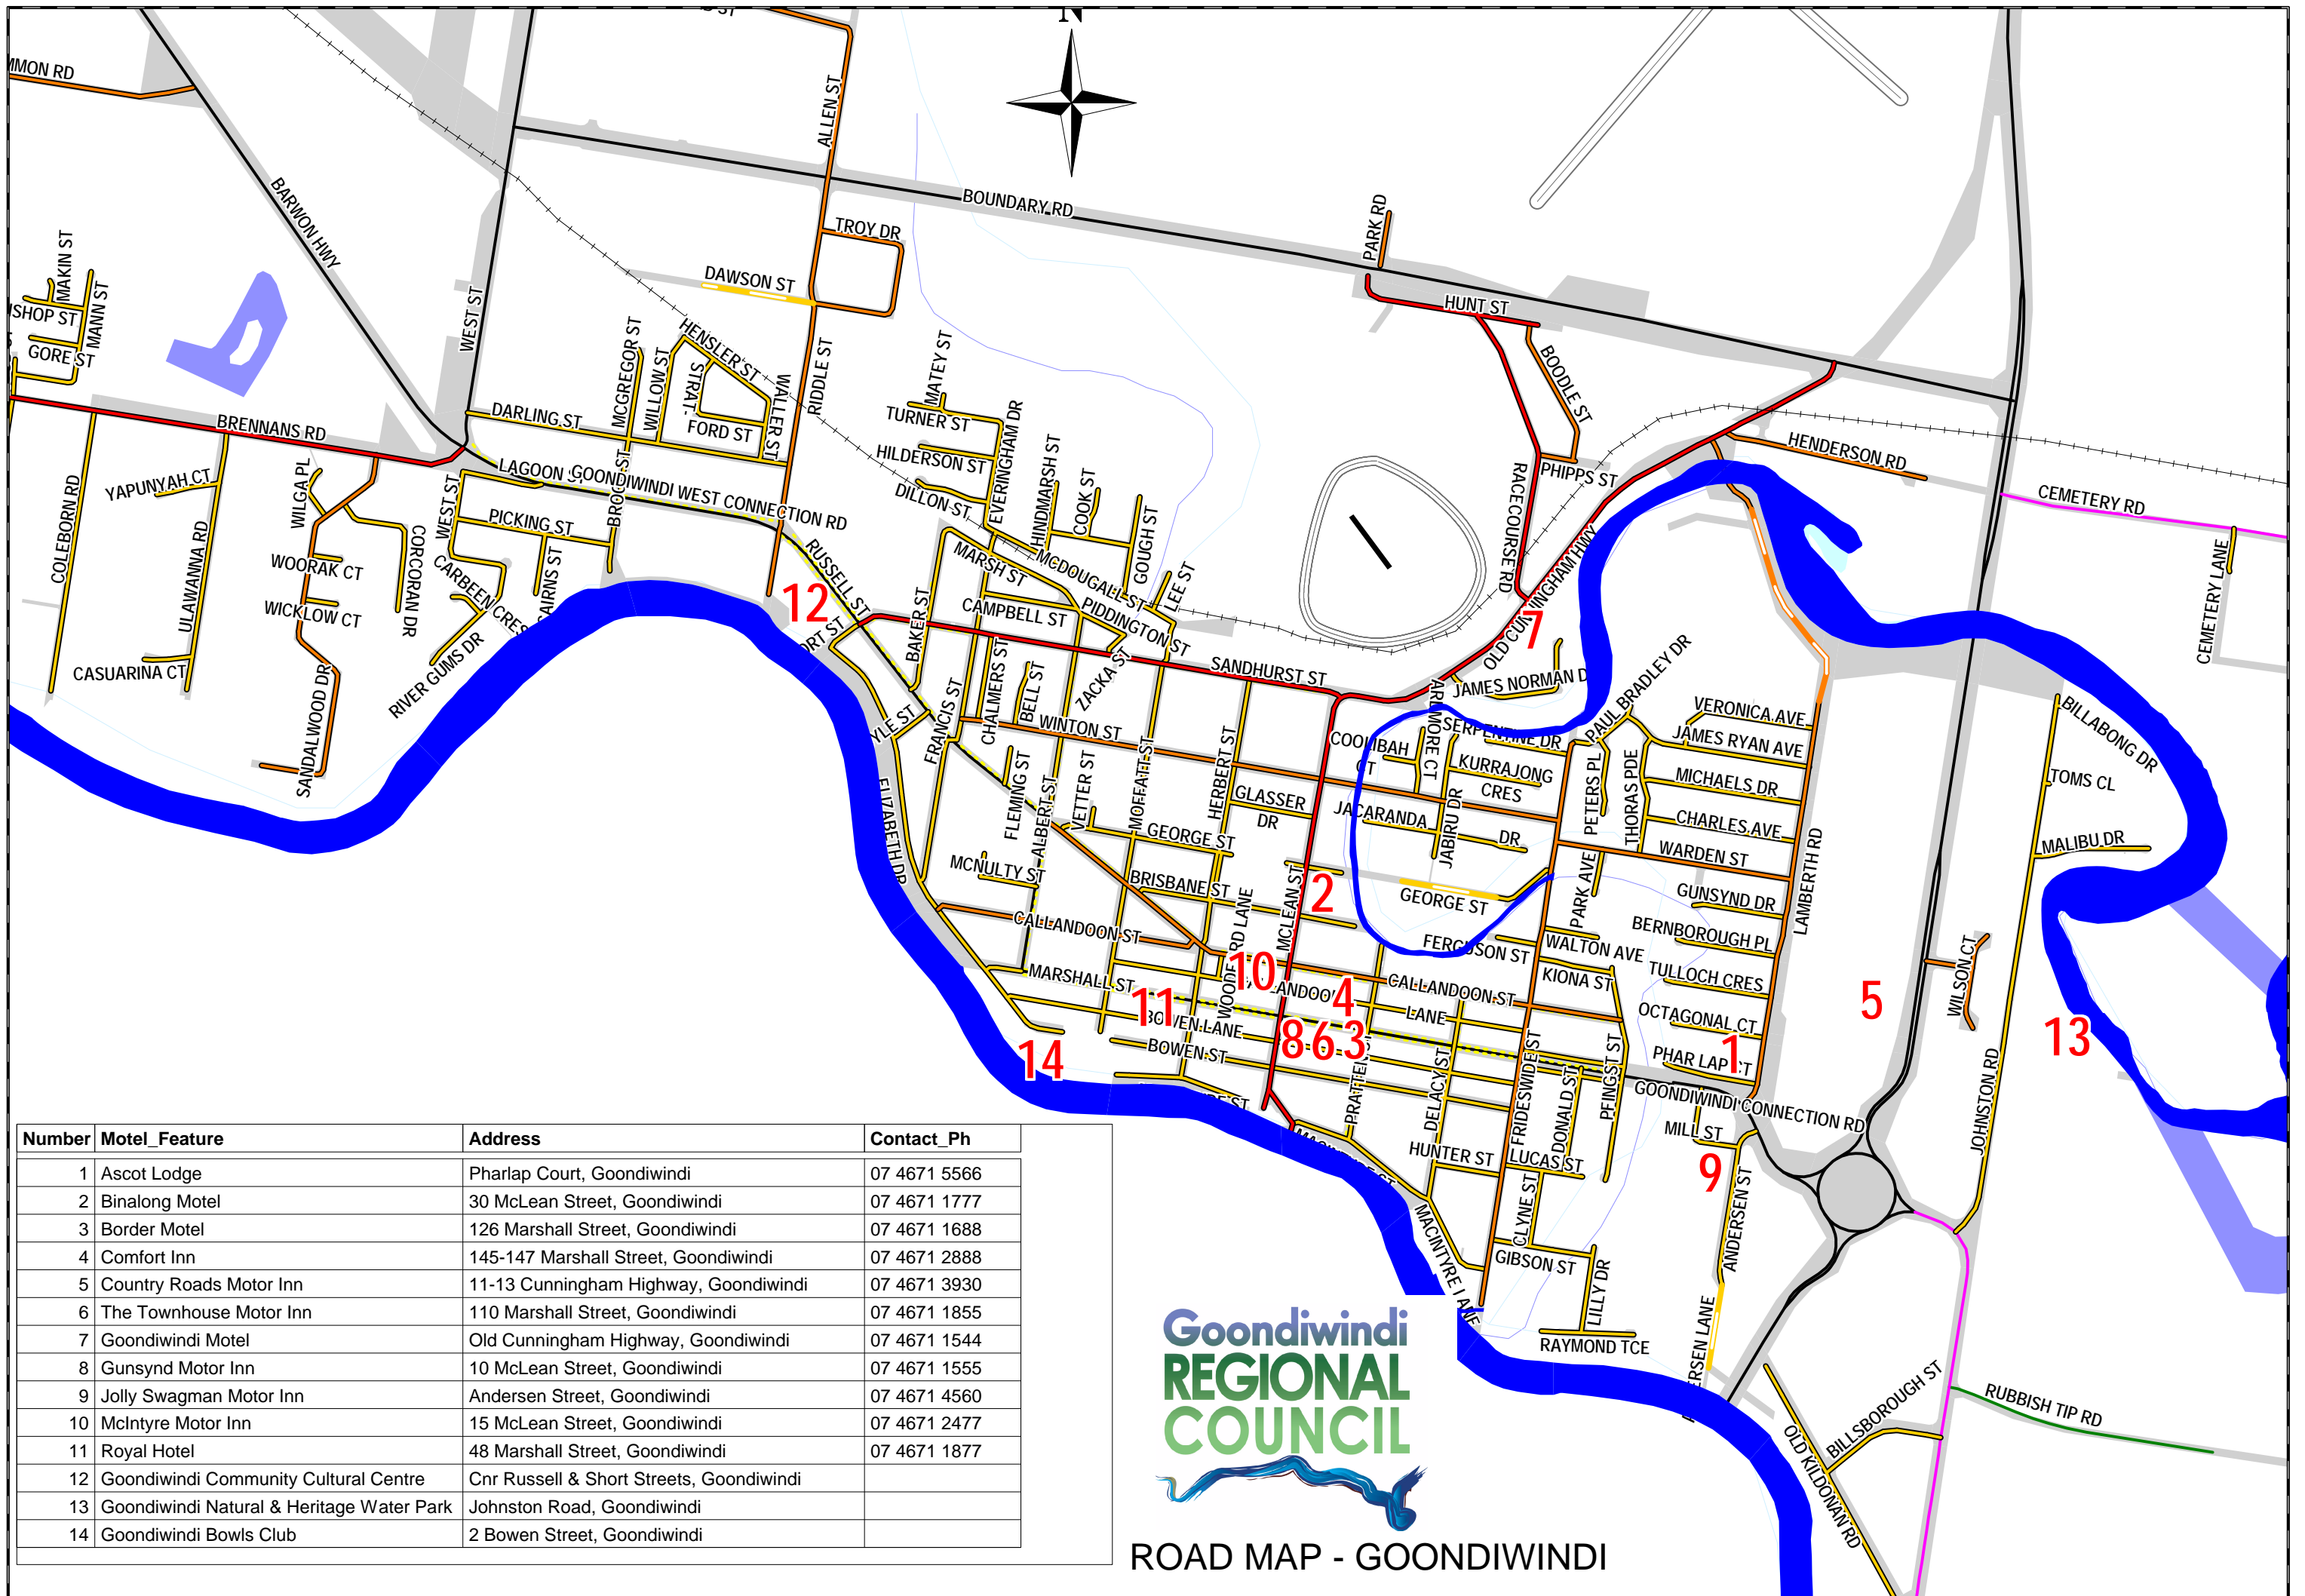 N
BARWON HWY
WEST ST
ALLEN ST
BOUNDARY RD
TROY DR
DAWSON ST
PARK RD
HUNT ST
BOODLE ST
MAKIN ST
MANN ST
GORE ST
HENSLER ST
MCGREGOR ST
WILLOW ST
STRAT-
FORD ST
WALLER ST
RIDDLE ST
MATEY ST
TURNER ST
HILDERSON ST
DILLON ST
EVERINGHAM DR
HINDMARSH ST
COOK ST
GOUGH ST
BRENNANS RD
DARLING ST
LAGOON
GOONDIWINDI WEST CONNECTION RD
COLEBORN RD
YAPUNYAH CT
ULAWANNA RD
WILGA PL
WOORAK CT
WICKLOW CT
CASUARINA CT
CORCORAN DR
SANDALWOOD DR
WEST ST
PICKING ST
CARBEEN CRES
RIVER GUMS DR
RUSSELL ST
12
MARSH ST
MCDOUGALL ST
LEE ST
CAMPBELL ST
PIDDINGTON ST
BAKER ST
SANDHURST ST
ZACKA ST
CHALMERS ST
BELL ST
FRANCIS ST
WINTON ST
ELIZABETH DR
FLEMING ST
ALBERT ST
VETTER ST
MOFFATT ST
HERBERT ST
GLASSER
DR
GEORGE ST
MCNULTY ST
BRISBANE ST
CALLANDOON ST
MARSHALL ST
MCLEAN ST
2
10
11
4
8 6 3
BOWEN LANE
BOWEN ST
14
RACECOURSE RD
PHIPPS ST
OLD CUNNINGHAM HWY
7
HENDERSON RD
CEMETERY RD
CEMETERY LANE
JAMES NORMAN D
ARDMORE CT
COOLIBAH
CT
SERPENTINE DR
PAUL BRADLEY DR
KURRAJONG
CRES
JACARANDA
DR
JABIRU DR
PETERS PL
THORAS PDE
VERONICA AVE
JAMES RYAN AVE
MICHAELS DR
CHARLES AVE
WARDEN ST
LAMBERTH RD
GEORGE ST
PARK AVE
GUNSYND DR
BERNBOROUGH PL
FERGUSON ST
WALTON AVE
TULLOCH CRES
KIONA ST
CALLANDOON ST
LANE
OCTAGONAL CT
PHAR LAP CT
1
5
13
GOONDIWINDI CONNECTION RD
DELACY ST
FRIDESWIDE ST
DONALD ST
PFINGST ST
HUNTER ST
LUCAS ST
CLYNE ST
MILL ST
9
ANDERSEN ST
GIBSON ST
LILLY DR
RAYMOND TCE
BILLABONG DR
TOMS CL
MALIBU DR
WILSON CT
JOHNSTON RD
BILLSBOROUGH ST
OLD KILDONAN RD
RUBBISH TIP RD
Number Motel_Feature Address Contact_Ph
1 Ascot Lodge Pharlap Court, Goondiwindi 07 4671 5566
2 Binalong Motel 30 McLean Street, Goondiwindi 07 4671 1777
3 Border Motel 126 Marshall Street, Goondiwindi 07 4671 1688
4 Comfort Inn 145-147 Marshall Street, Goondiwindi 07 4671 2888
5 Country Roads Motor Inn 11-13 Cunningham Highway, Goondiwindi 07 4671 3930
6 The Townhouse Motor Inn 110 Marshall Street, Goondiwindi 07 4671 1855
7 Goondiwindi Motel Old Cunningham Highway, Goondiwindi 07 4671 1544
8 Gunsynd Motor Inn 10 McLean Street, Goondiwindi 07 4671 1555
9 Jolly Swagman Motor Inn Andersen Street, Goondiwindi 07 4671 4560
10 McIntyre Motor Inn 15 McLean Street, Goondiwindi 07 4671 2477
11 Royal Hotel 48 Marshall Street, Goondiwindi 07 4671 1877
12 Goondiwindi Community Cultural Centre Cnr Russell & Short Streets, Goondiwindi
13 Goondiwindi Natural & Heritage Water Park Johnston Road, Goondiwindi
14 Goondiwindi Bowls Club 2 Bowen Street, Goondiwindi
Goondiwindi
REGIONAL
COUNCIL
ROAD MAP - GOONDIWINDI